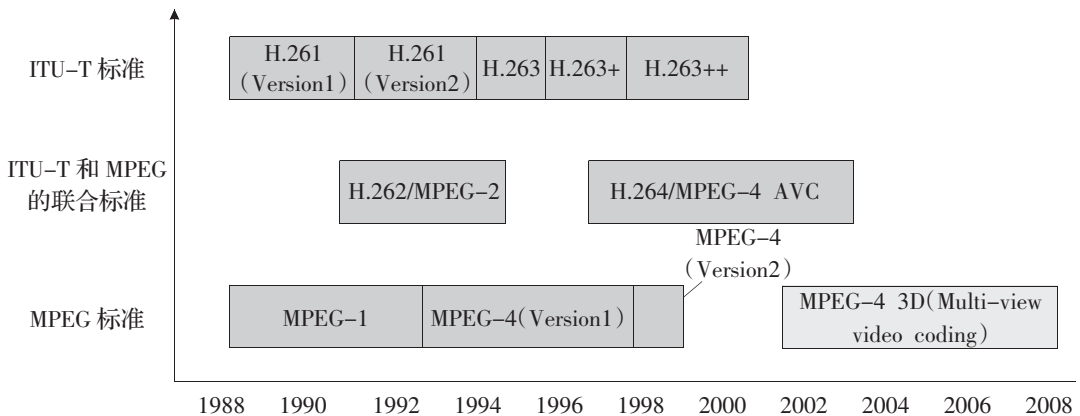 ITU-T 标准
H.261
(Version1)
H.261
(Version2)
H.263
H.263+
H.263++
ITU-T 和 MPEG
的联合标准
H.262/MPEG-2
H.264/MPEG-4 AVC
MPEG-4
(Version2)
MPEG 标准
MPEG-1
MPEG-4(Version1)
MPEG-4 3D(Multi-view
video coding)
1988 1990 1992 1994 1996 1998 2000 2002 2004 2006 2008